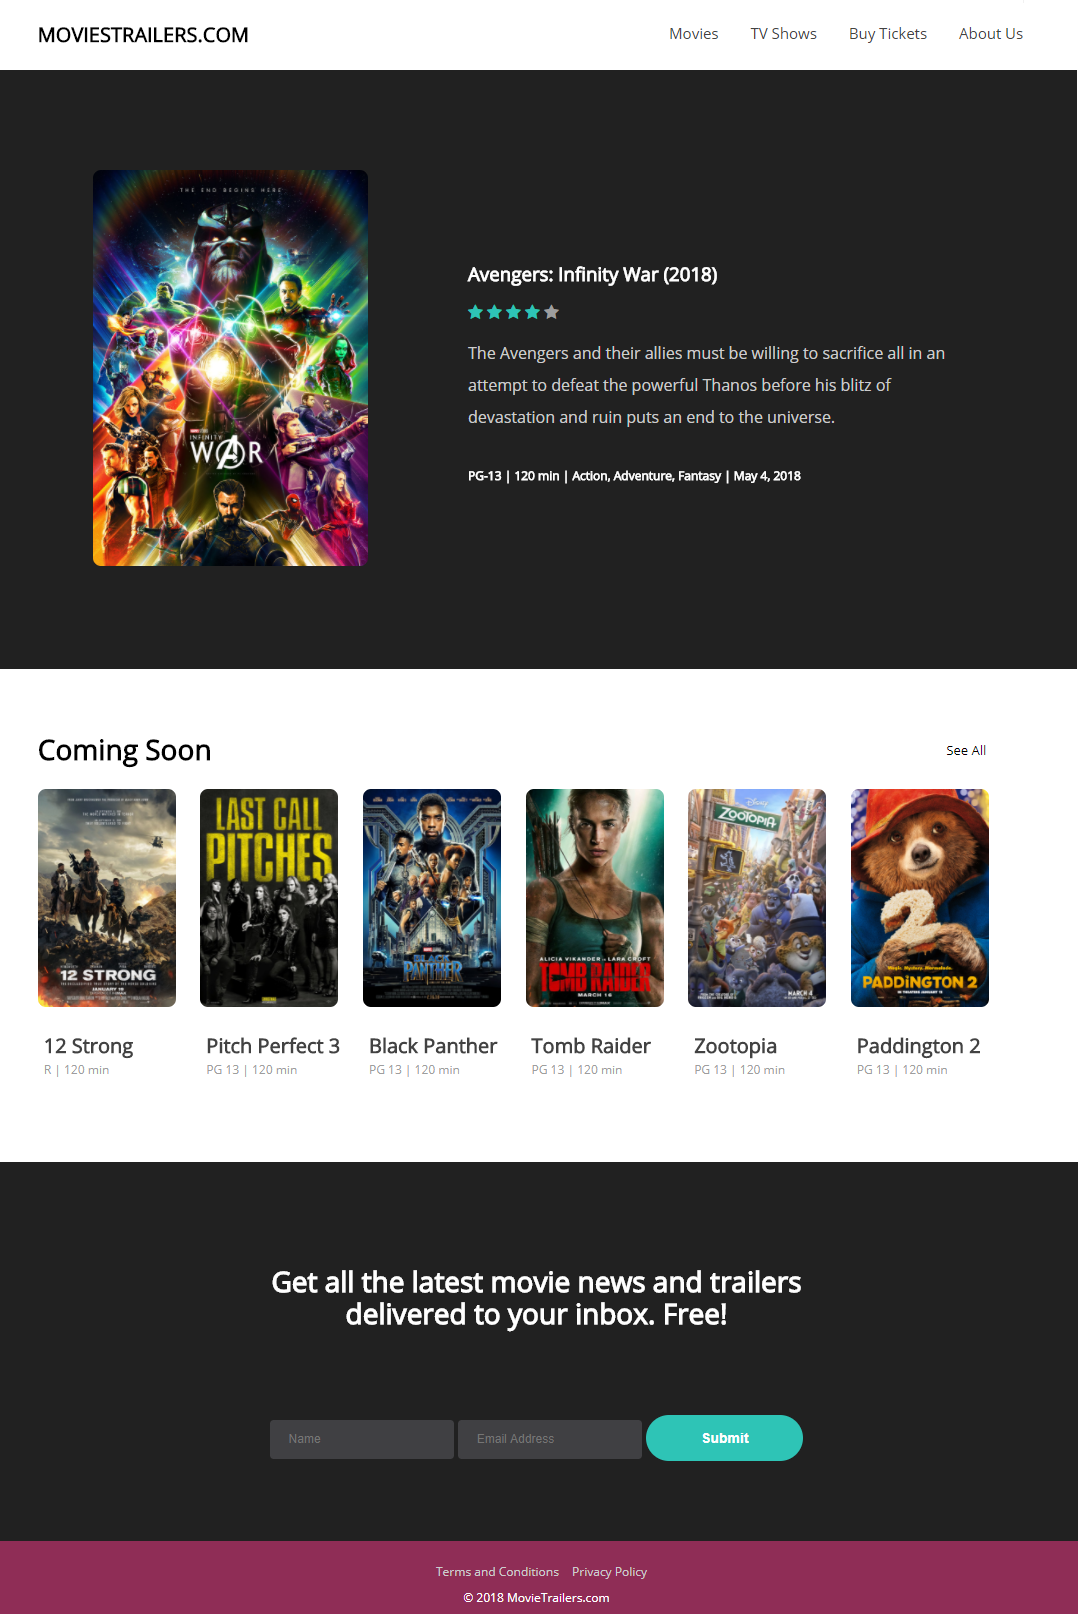 MOVIESTRAILERS.COM
Movies
TV Shows
Buy Tickets
About Us
THE END BEGINS HERE
INFINITY
WAR
Avengers: Infinity War (2018)
The Avengers and their allies must be willing to sacrifice all in an
attempt to defeat the powerful Thanos before his blitz of
devastation and ruin puts an end to the universe.
PG-13 | 120 min | Action, Adventure, Fantasy | May 4, 2018
Coming Soon
See All
12 STRONG
JANUARY 19
LAST CALL
PITCHES
BLACK
PANTHER
ALICIA VIKANDER IS LARA CROFT
TOMB RAIDER
MARCH 16
Disney
ZOOTOPIA
MARCH 4
2
PADDINGTON 2
12 Strong
R | 120 min
Pitch Perfect 3
PG 13 | 120 min
Black Panther
PG 13 | 120 min
Tomb Raider
PG 13 | 120 min
Zootopia
PG 13 | 120 min
Paddington 2
PG 13 | 120 min
Get all the latest movie news and trailers
delivered to your inbox. Free!
Name
Email Address
Submit
Terms and Conditions
Privacy Policy
© 2018 MovieTrailers.com